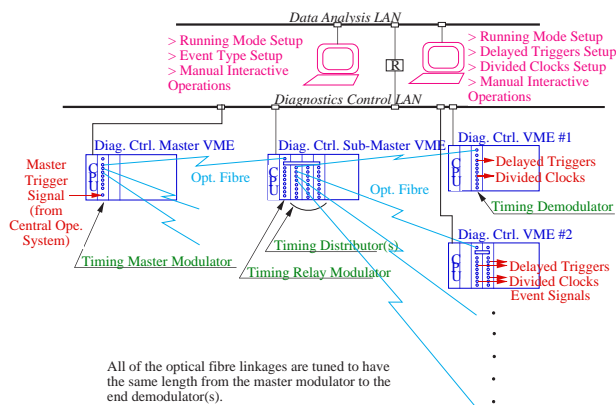 Data Analysis LAN
> Running Mode Setup
> Event Type Setup
> Manual Interactive
Operations
R
> Running Mode Setup
> Delayed Triggers Setup
> Divided Clocks Setup
> Manual Interactive
Operations
Diagnostics Control LAN
Diag. Ctrl. Master VME
Diag. Ctrl. Sub-Master VME
Diag. Ctrl. VME #1
CPU
CPU
CPU
Master
Trigger
Signal
(from
Central Ope.
System)
Opt. Fibre
Opt. Fibre
Delayed Triggers
Divided Clocks
Timing Demodulator
Timing Distributor(s)
Timing Master Modulator
Timing Relay Modulator
Diag. Ctrl. VME #2
CPU
Delayed Triggers
Divided Clocks
Event Signals
All of the optical fibre linkages are tuned to have
the same length from the master modulator to the
end demodulator(s).